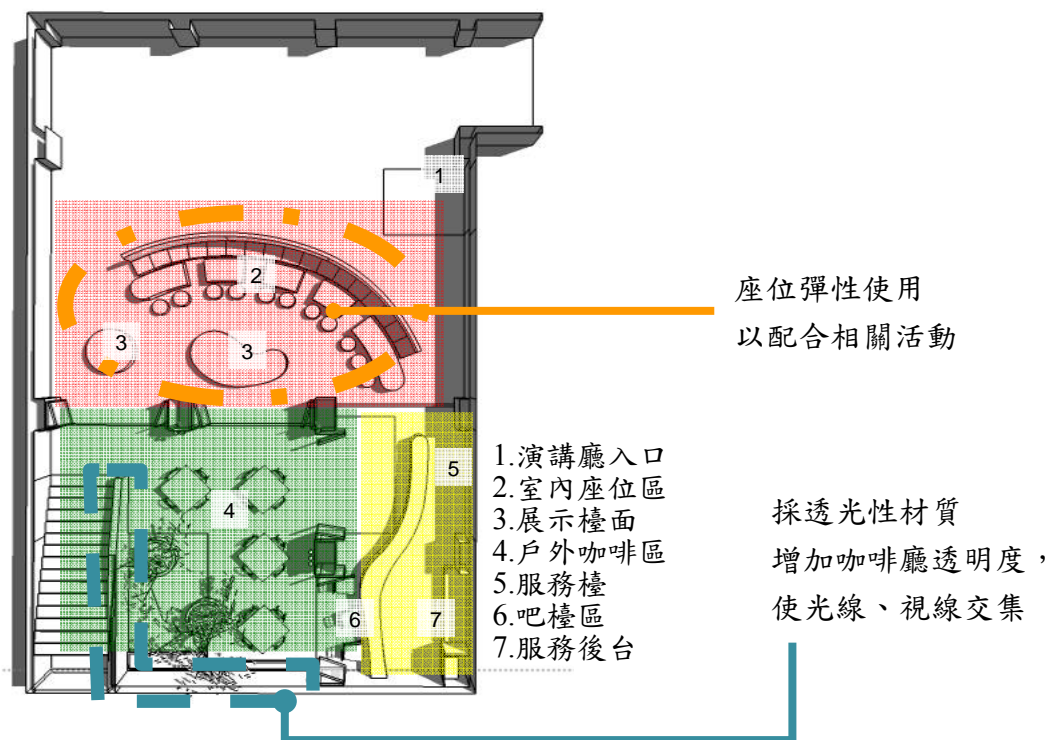 1
2
3
3
座位彈性使用
以配合相關活動
4
5
6
7
1.演講廳入口
2.室內座位區
3.展示檯面
4.戶外咖啡區
5.服務檯
6.吧檯區
7.服務後台
採透光性材質
增加咖啡廳透明度，
使光線、視線交集